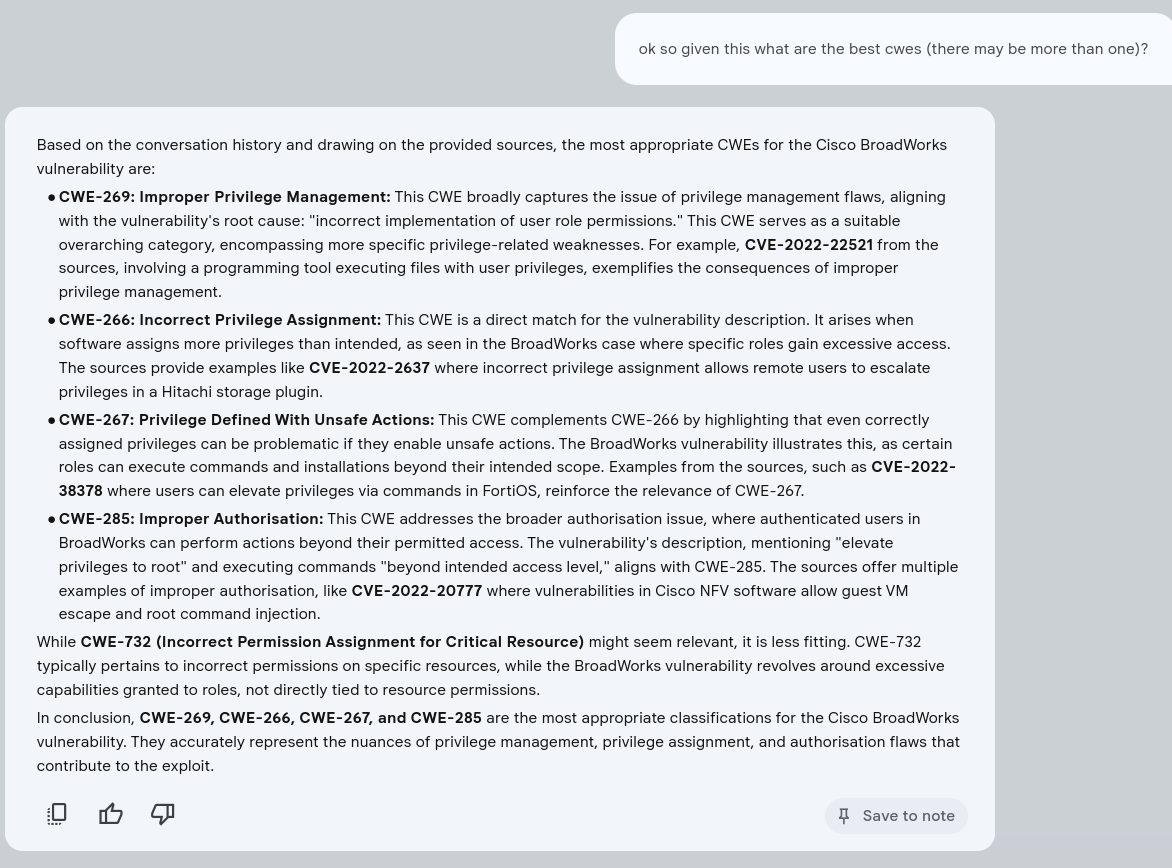 ok so given this what are the best cwes (there may be more than one)?
Based on the conversation history and drawing on the provided sources, the most appropriate CWEs for the Cisco BroadWorks
vulnerability are:
● CWE-269: Improper Privilege Management: This CWE broadly captures the issue of privilege management flaws, aligning
with the vulnerability's root cause: "incorrect implementation of user role permissions." This CWE serves as a suitable
overarching category, encompassing more specific privilege-related weaknesses. For example, CVE-2022-22521 from the
sources, involving a programming tool executing files with user privileges, exemplifies the consequences of improper
privilege management.
● CWE-266: Incorrect Privilege Assignment: This CWE is a direct match for the vulnerability description. It arises when
software assigns more privileges than intended, as seen in the BroadWorks case where specific roles gain excessive access.
The sources provide examples like CVE-2022-2637 where incorrect privilege assignment allows remote users to escalate
privileges in a Hitachi storage plugin.
● CWE-267: Privilege Defined With Unsafe Actions: This CWE complements CWE-266 by highlighting that even correctly
assigned privileges can be problematic if they enable unsafe actions. The BroadWorks vulnerability illustrates this, as certain
roles can execute commands and installations beyond their intended scope. Examples from the sources, such as CVE-2022-
38378 where users can elevate privileges via commands in FortiOS, reinforce the relevance of CWE-267.
● CWE-285: Improper Authorisation: This CWE addresses the broader authorisation issue, where authenticated users in
BroadWorks can perform actions beyond their permitted access. The vulnerability's description, mentioning "elevate
privileges to root" and executing commands "beyond intended access level," aligns with CWE-285. The sources offer multiple
examples of improper authorisation, like CVE-2022-20777 where vulnerabilities in Cisco NFV software allow guest VM
escape and root command injection.
While CWE-732 (Incorrect Permission Assignment for Critical Resource) might seem relevant, it is less fitting. CWE-732
typically pertains to incorrect permissions on specific resources, while the BroadWorks vulnerability revolves around excessive
capabilities granted to roles, not directly tied to resource permissions.
In conclusion, CWE-269, CWE-266, CWE-267, and CWE-285 are the most appropriate classifications for the Cisco BroadWorks
vulnerability. They accurately represent the nuances of privilege management, privilege assignment, and authorisation flaws that
contribute to the exploit.
Save to note